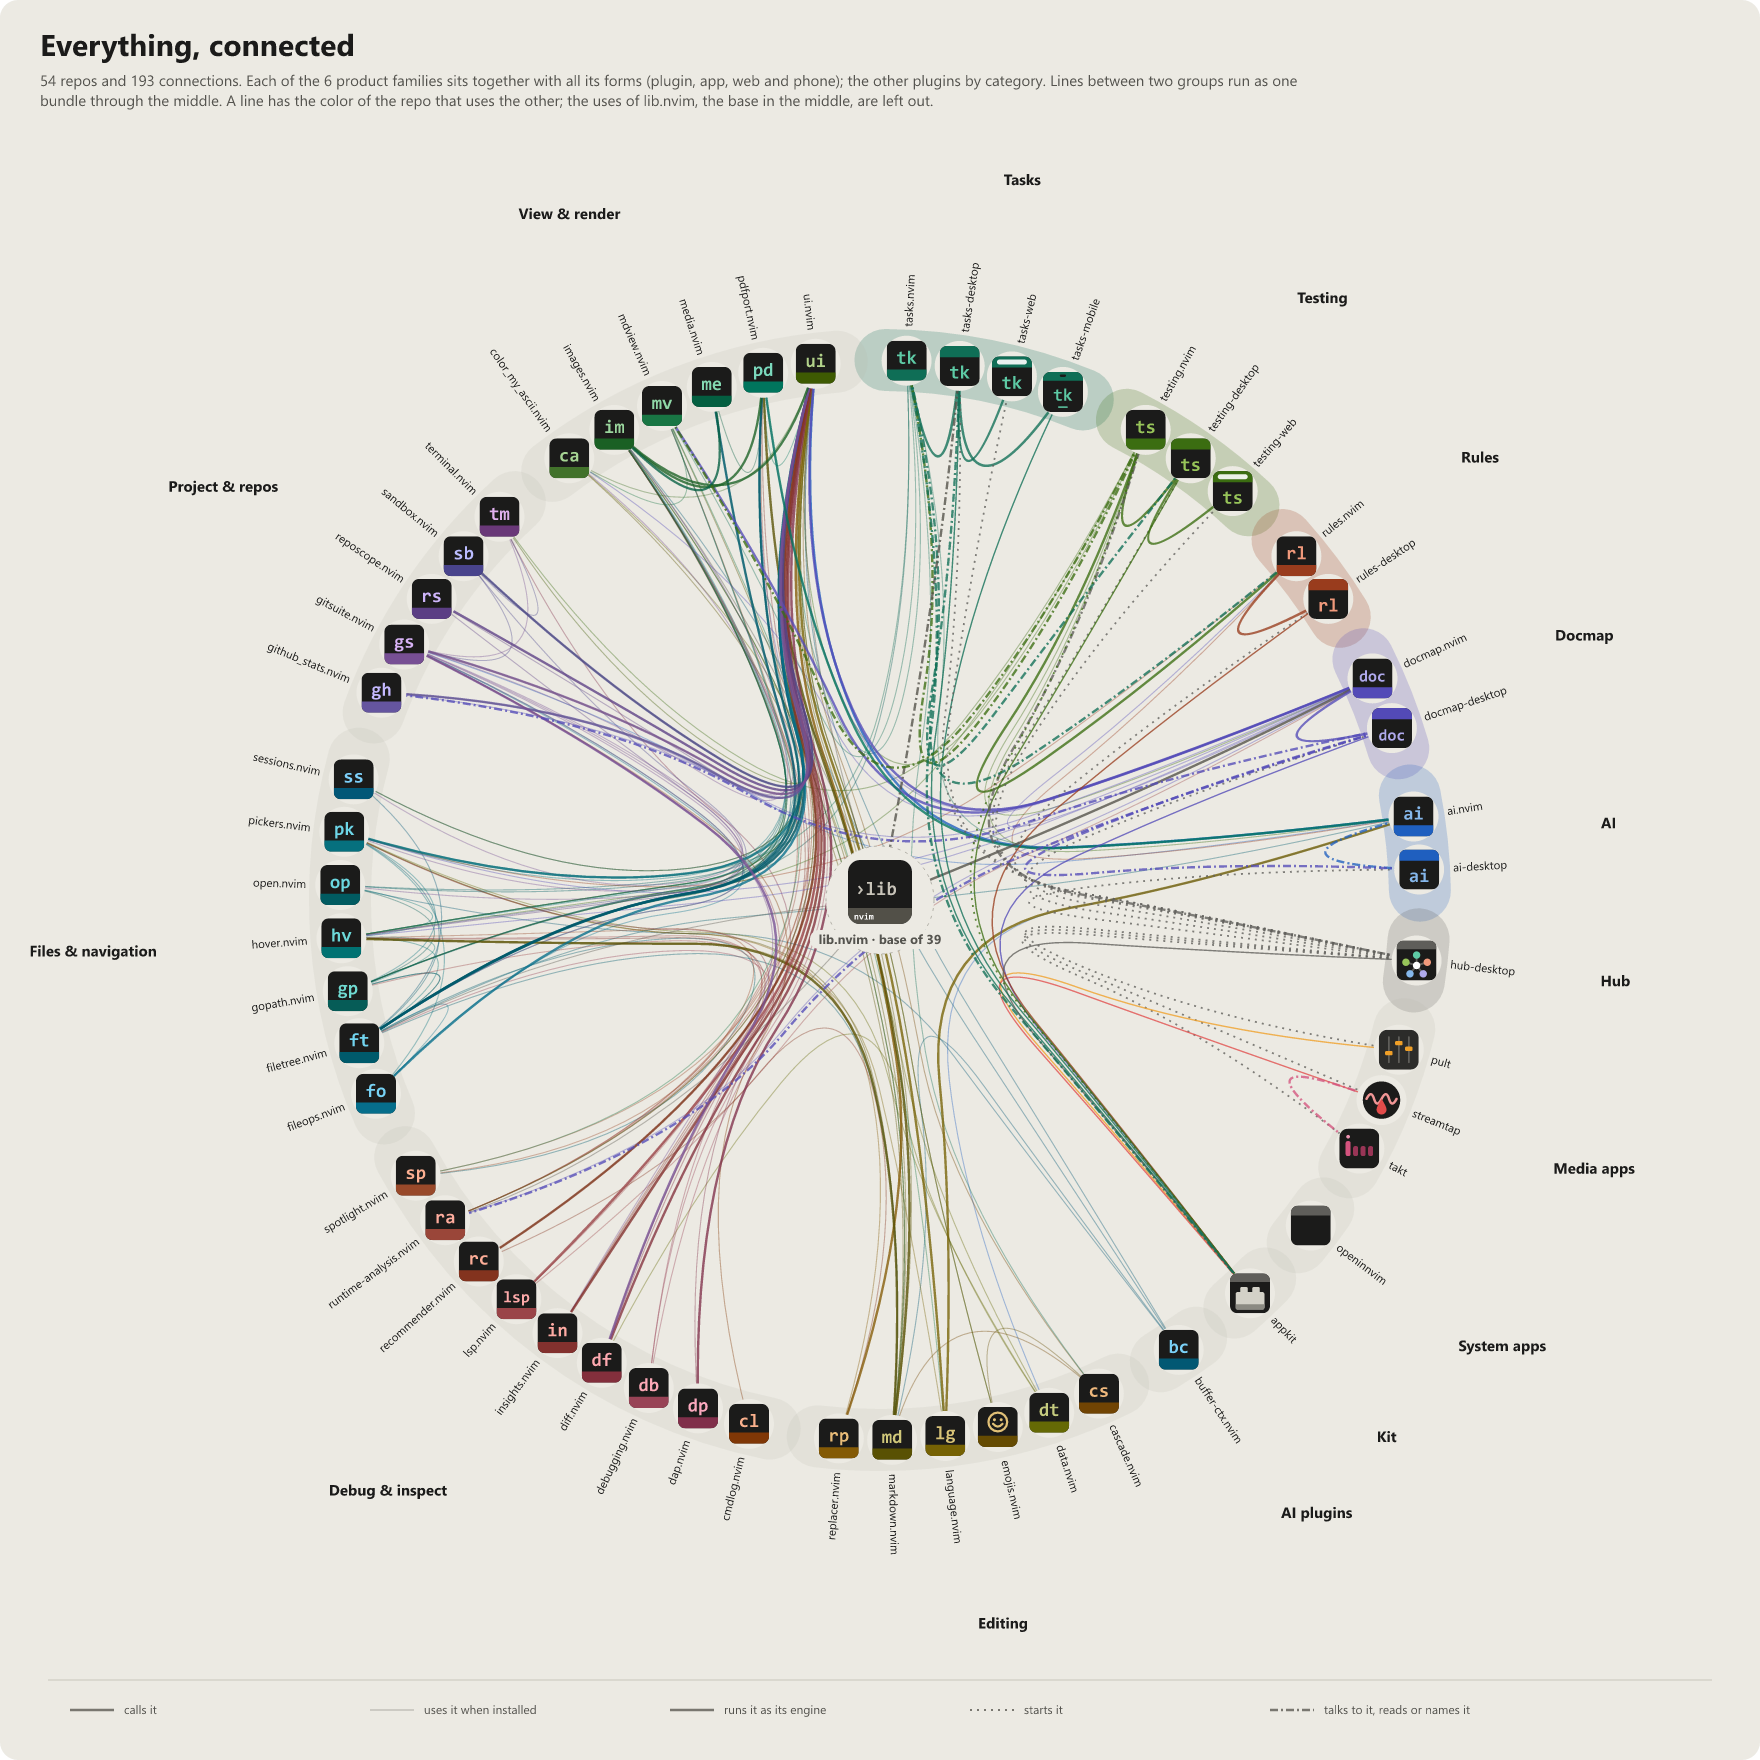 Everything, connected
54 repos and 193 connections. Each of the 6 product families sits together with all its forms (plugin, app, web and phone); the other plugins by category. Lines between two groups run as one
bundle through the middle. A line has the color of the repo that uses the other; the uses of lib.nvim, the base in the middle, are left out.
Tasks
tasks.nvim
tk
tasks-desktop
tk
tasks-web
tk
tasks-mobile
tk
Testing
testing.nvim
ts
testing-desktop
ts
testing-web
ts
Rules
rules.nvim
rl
rules-desktop
rl
Docmap
docmap.nvim
doc
docmap-desktop
doc
AI
ai.nvim
ai
ai-desktop
ai
Hub
hub-desktop
Media apps
pult
streamtap
takt
System apps
openinnvim
Kit
appkit
AI plugins
buffer-ctx.nvim
bc
Editing
cascade.nvim
cs
data.nvim
dt
emojis.nvim
language.nvim
lg
markdown.nvim
md
replacer.nvim
rp
Debug & inspect
cmdlog.nvim
cl
dap.nvim
dp
debugging.nvim
db
diff.nvim
df
insights.nvim
in
lsp.nvim
lsp
recommender.nvim
rc
runtime-analysis.nvim
ra
spotlight.nvim
sp
Files & navigation
fileops.nvim
fo
filetree.nvim
ft
gopath.nvim
gp
hover.nvim
hv
open.nvim
op
pickers.nvim
pk
sessions.nvim
ss
Project & repos
github_stats.nvim
gh
gitsuite.nvim
gs
reposcope.nvim
rs
sandbox.nvim
sb
terminal.nvim
tm
View & render
color_my_ascii.nvim
ca
images.nvim
im
mdview.nvim
mv
media.nvim
me
pdfport.nvim
pd
ui.nvim
ui
›lib
nvim
lib.nvim · base of 39
calls it
uses it when installed
runs it as its engine
starts it
talks to it, reads or names it